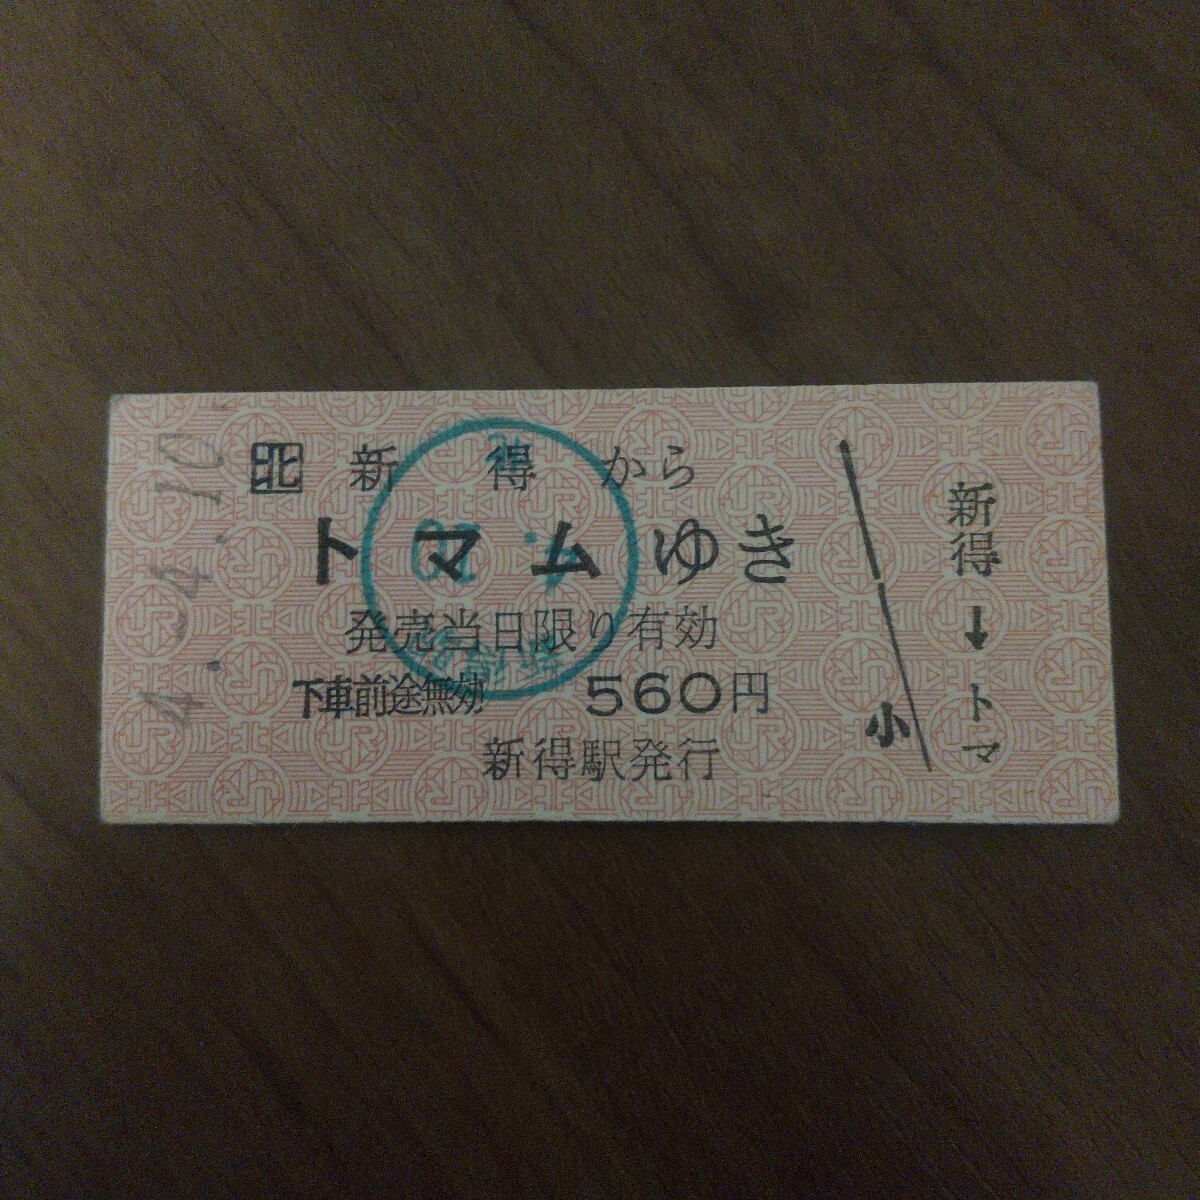 4.-4.10.
北 新得から
トマムゆき
発売当日限り有効
下車前途無効 560円
新得駅発行
小
新得→トマ